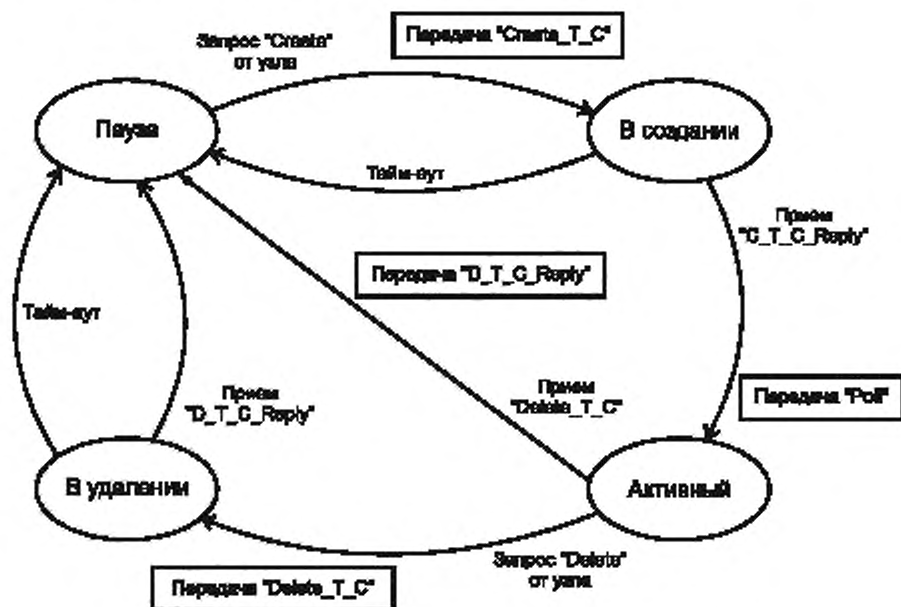 Запрос "Create"
от узла
Передача "Create_T_C"
Пауза
В создании
Тайм-аут
Прием
"C_T_C_Reply"
Передача "D_T_C_Reply"
Тайм-аут
Прием
"D_T_C_Reply"
Прием
"Delete_T_C"
Передача "Poll"
В удалении
Активный
Запрос "Delete"
от узла
Передача "Delete_T_C"